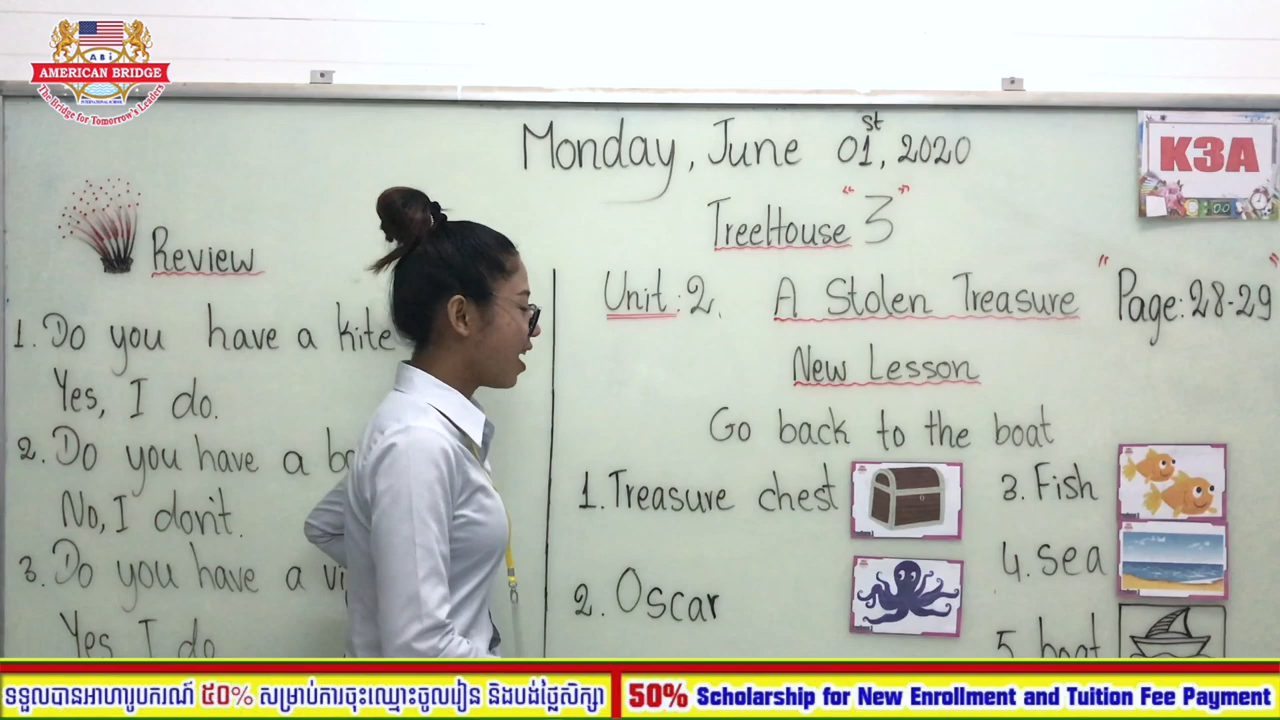 ABi
AMERICAN BRIDGE
INTERNATIONAL SCHOOL
The Bridge for Tomorrow's Leaders
Monday, June 01st, 2020
K3A
TreeHouse "3"
Unit: 2. A Stolen Treasure "Page: 28-29"
New Lesson
Go back to the boat
1. Treasure chest
2. Oscar
3. Fish
4. Sea
5. boat
Review
1. Do you have a kite
Yes, I do.
2. Do you have a
No, I don't.
3. Do you have a
Yes I do
ទទួលបានអាហារូបករណ៍ ៥០% សម្រាប់ការចុះឈ្មោះចូលរៀន និងបង់ថ្លៃសិក្សា
50% Scholarship for New Enrollment and Tuition Fee Payment